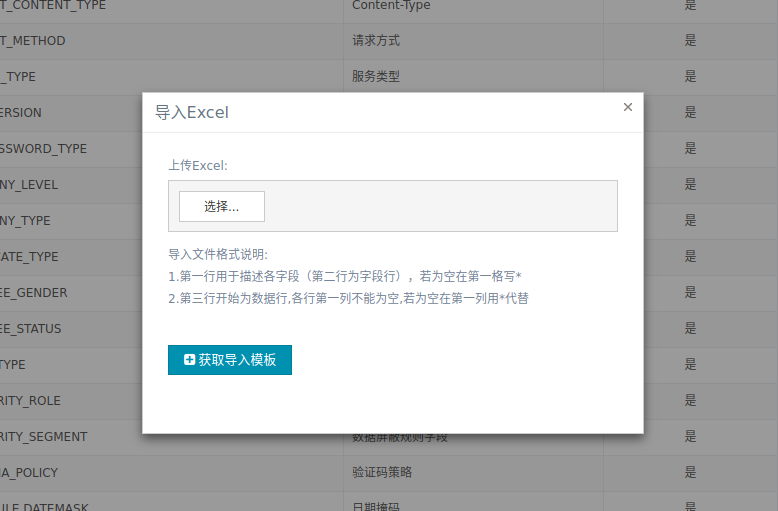 T_CONTENT_TYPE Content-Type 是
T_METHOD 请求方式 是
_TYPE 服务类型 是
ERSION 是
SSWORD_TYPE 是
NY_LEVEL 是
NY_TYPE 是
CATE_TYPE 是
EE_GENDER 是
EE_STATUS 是
TYPE 是
RITY_ROLE 是
RITY_SEGMENT 数据屏蔽规则字段 是
HA_POLICY 验证码策略 是
ULE.DATEMASK 日期掩码 是
导入Excel ×
上传Excel:
选择...
导入文件格式说明:
1.第一行用于描述各字段（第二行为字段行），若为空在第一格写*
2.第三行开始为数据行,各行第一列不能为空,若为空在第一列用*代替
获取导入模板